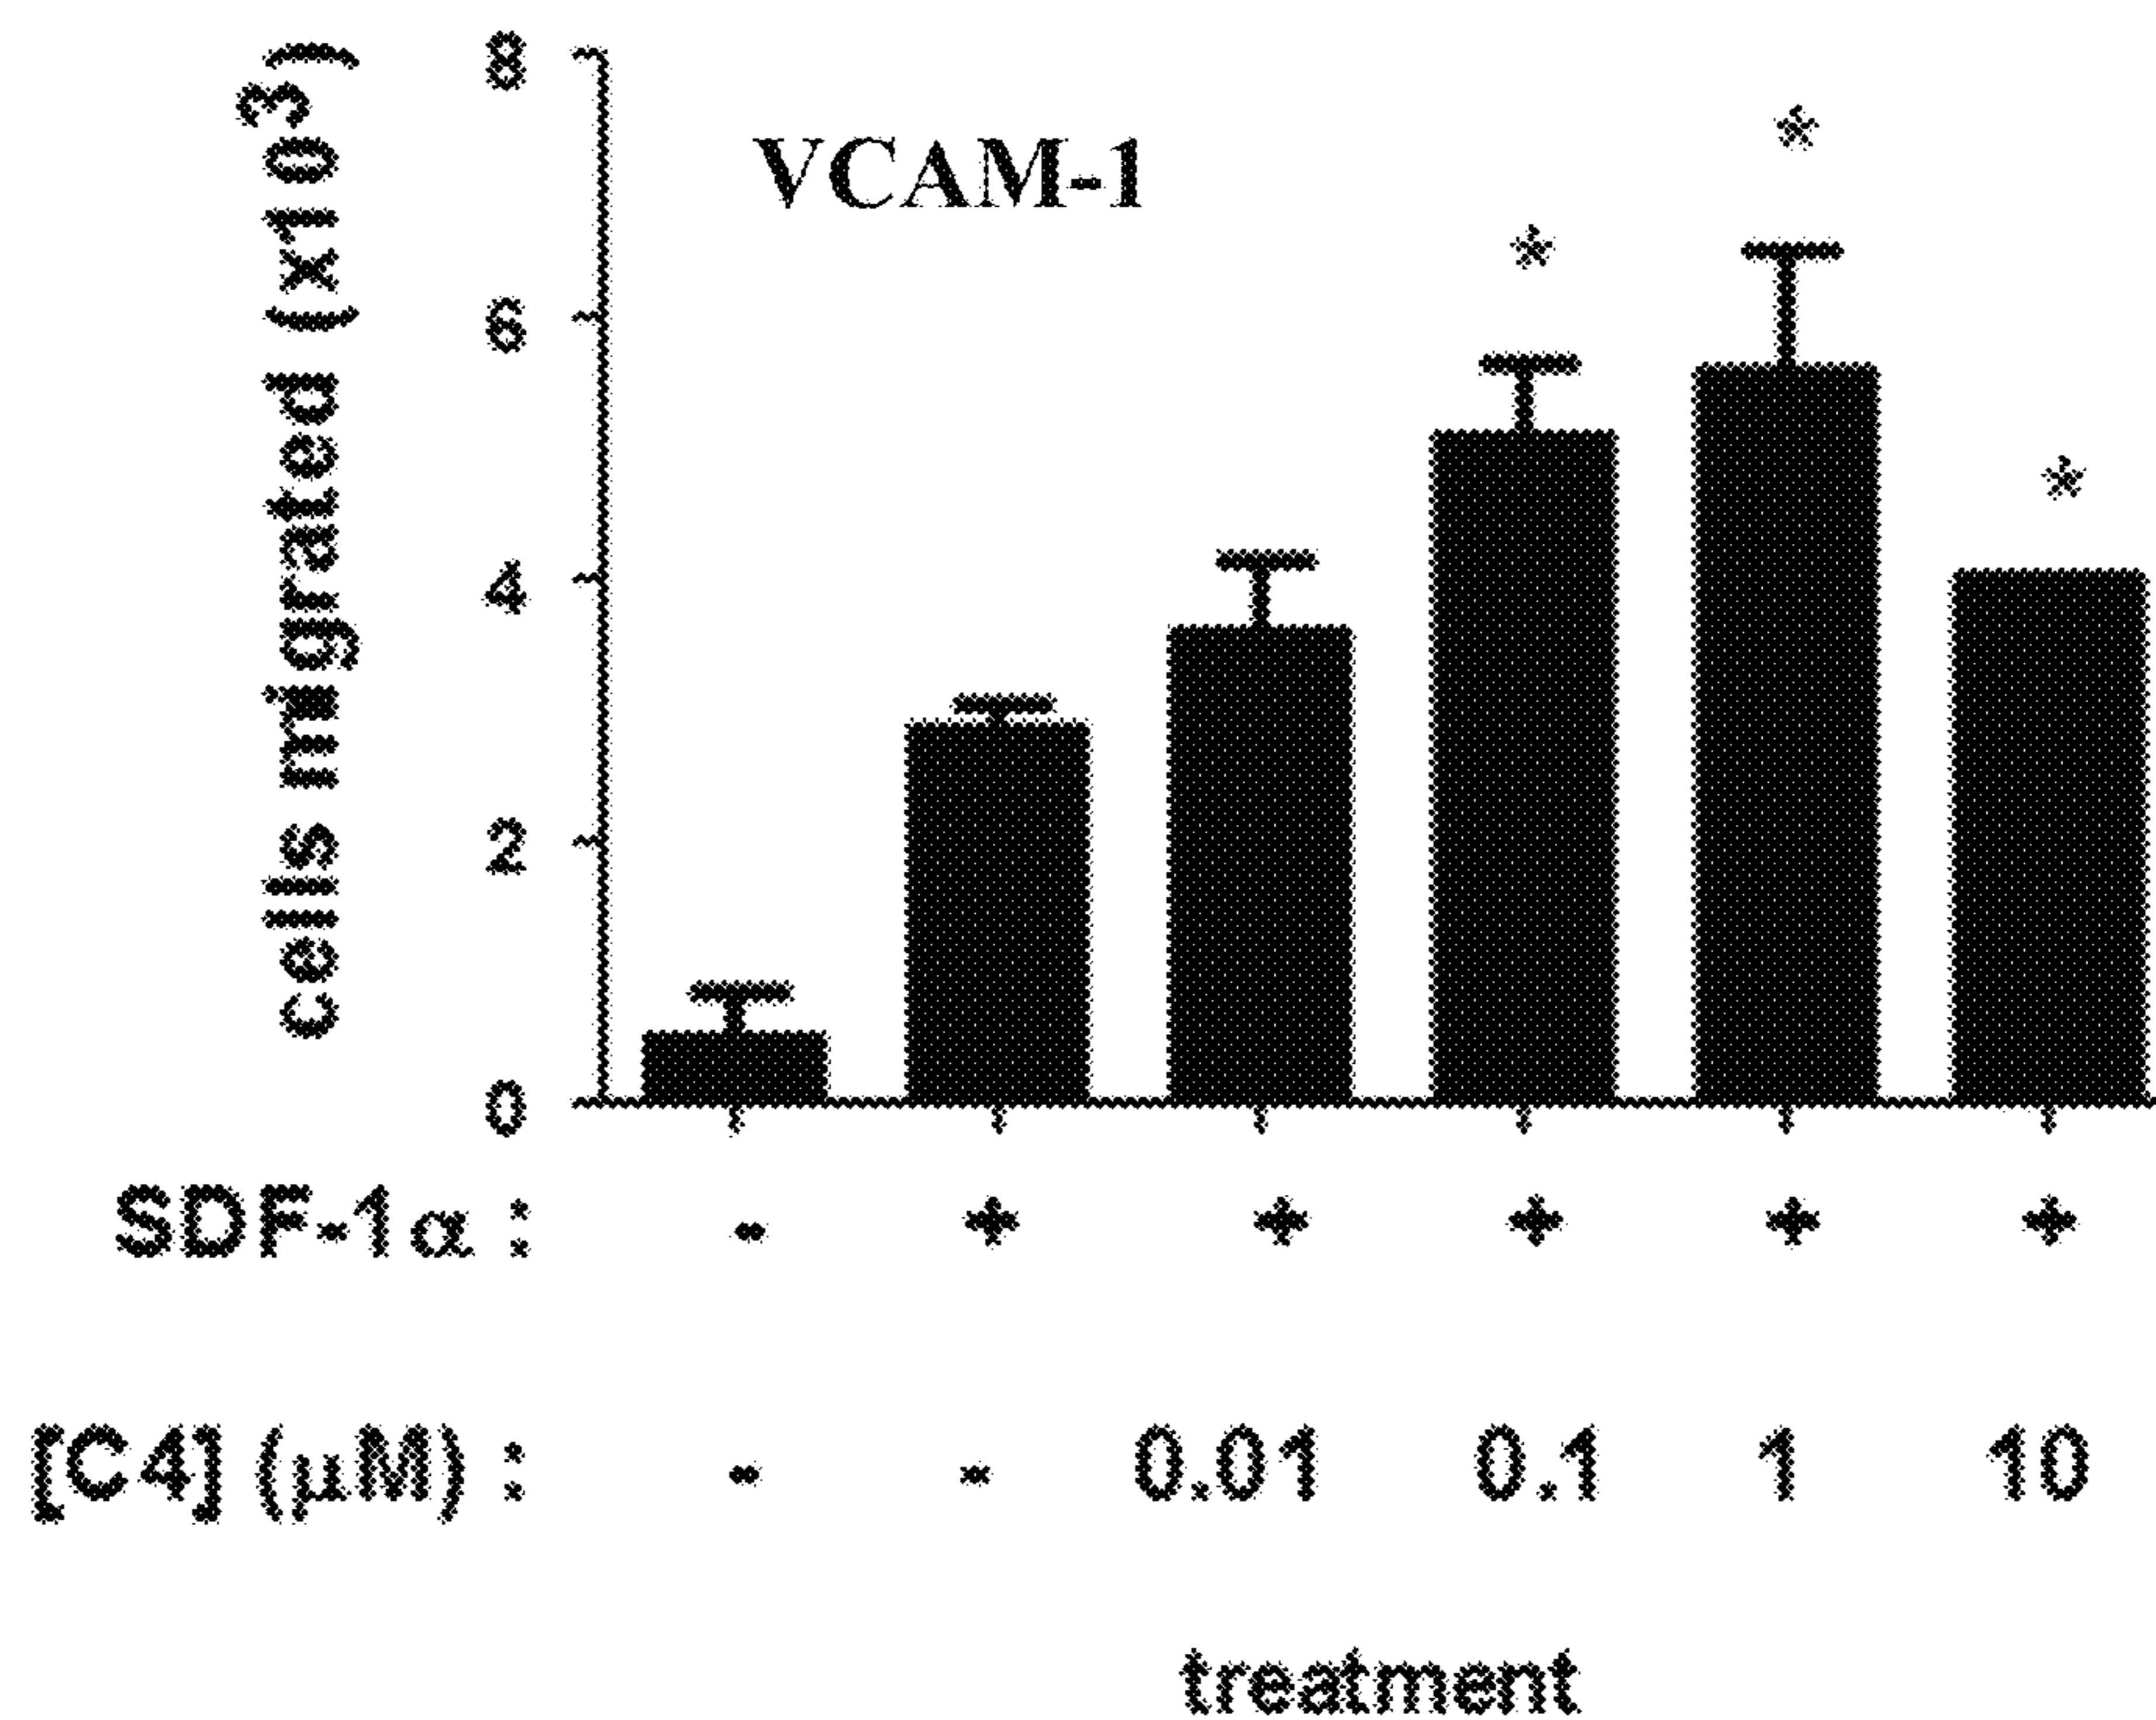 cells migrated (x10³)
8
VCAM-1
*
*
6
*
4
2
0
SDF-1α : - + + + + +
[C4] (μM) : - - 0.01 0.1 1 10
treatment